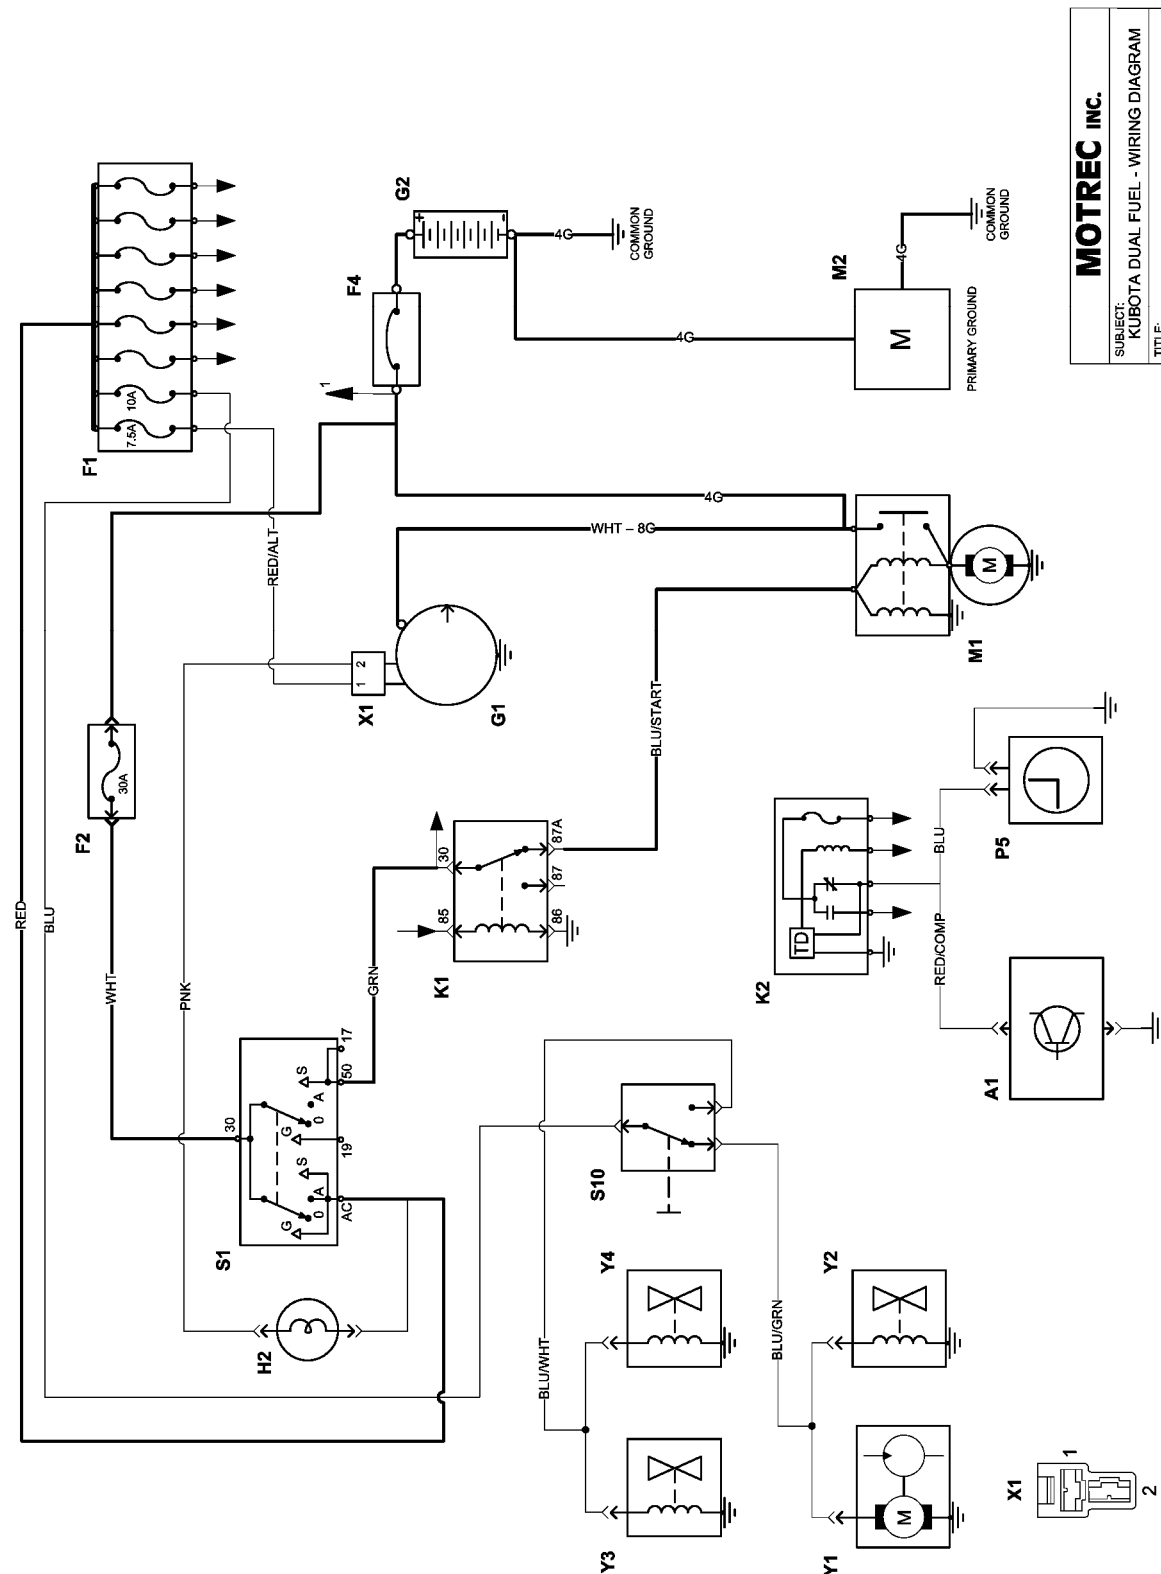 MOTREC INC.
SUBJECT:
KUBOTA DUAL FUEL - WIRING DIAGRAM
TITLE:
F1
7.5A
10A
RED
BLU
RED/ALT
G2
+
-
4G
COMMON
GROUND
F4
1
M2
M
4G
4G
COMMON
GROUND
PRIMARY GROUND
4G
WHT – 8G
M
M1
X1
1
2
G1
F2
30A
WHT
PNK
GRN
BLU/START
K1
85
30
86
87
87A
K2
TD
BLU
RED/COMP
P5
A1
S1
30
G
0
A
S
G
0
A
S
AC
19
50
17
H2
S10
BLU/WHT
BLU/GRN
Y4
Y3
Y2
Y1
M
X1
1
2